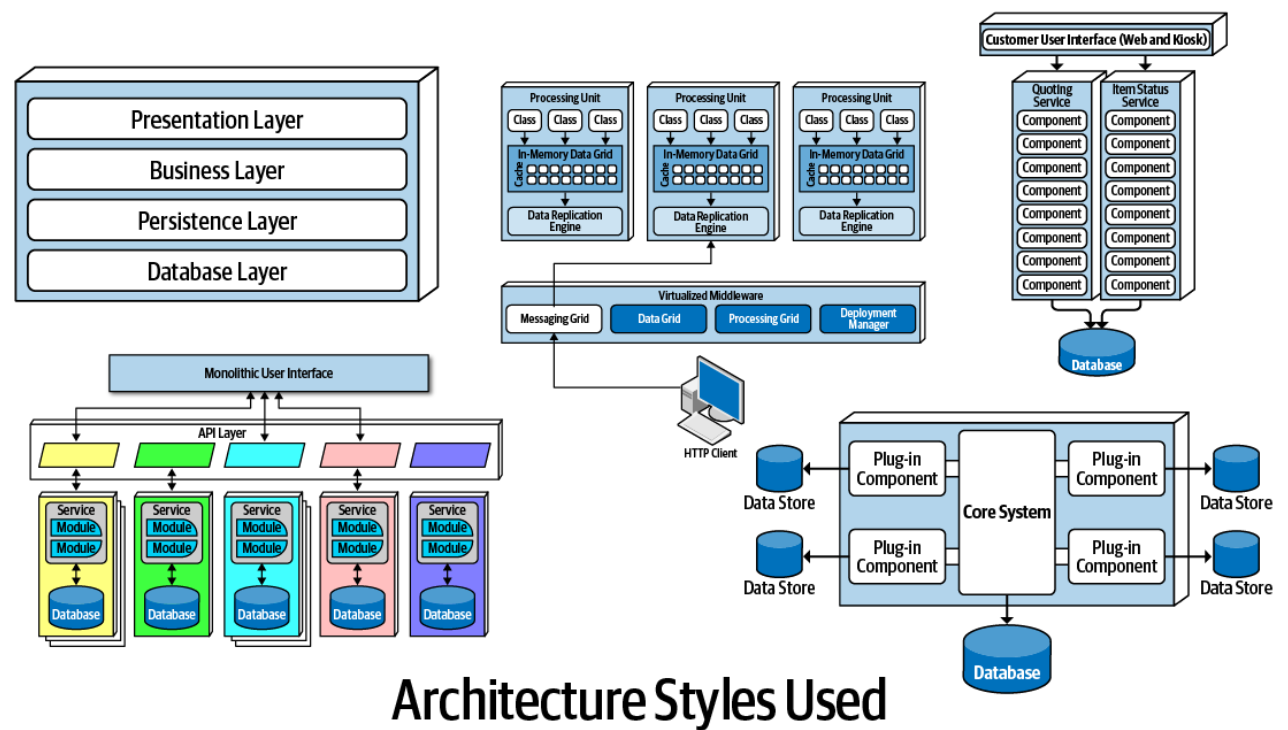 Presentation Layer
Business Layer
Persistence Layer
Database Layer
Processing Unit
Class Class Class
In-Memory Data Grid
Cache
Data Replication
Engine
Processing Unit
Class Class Class
In-Memory Data Grid
Cache
Data Replication
Engine
Processing Unit
Class Class Class
In-Memory Data Grid
Cache
Data Replication
Engine
Virtualized Middleware
Messaging Grid
Data Grid
Processing Grid
Deployment
Manager
HTTP Client
Customer User Interface (Web and Kiosk)
Quoting
Service
Component
Component
Component
Component
Component
Component
Component
Component
Item Status
Service
Component
Component
Component
Component
Component
Component
Component
Component
Database
Monolithic User Interface
API Layer
Service
Module
Module
Database
Service
Module
Module
Database
Service
Module
Module
Database
Service
Module
Module
Database
Service
Module
Module
Database
Data Store
Plug-in
Component
Core System
Plug-in
Component
Data Store
Data Store
Plug-in
Component
Plug-in
Component
Data Store
Database
Architecture Styles Used